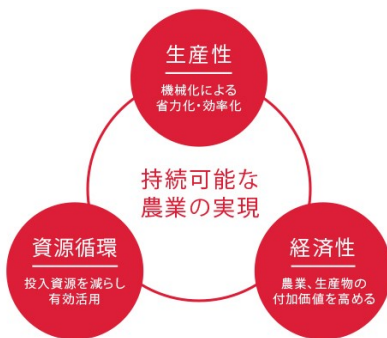 生産性
機械化による
省力化・効率化
持続可能な
農業の実現
資源循環
投入資源を減らし
有効活用
経済性
農業、生産物の
付加価値を高める